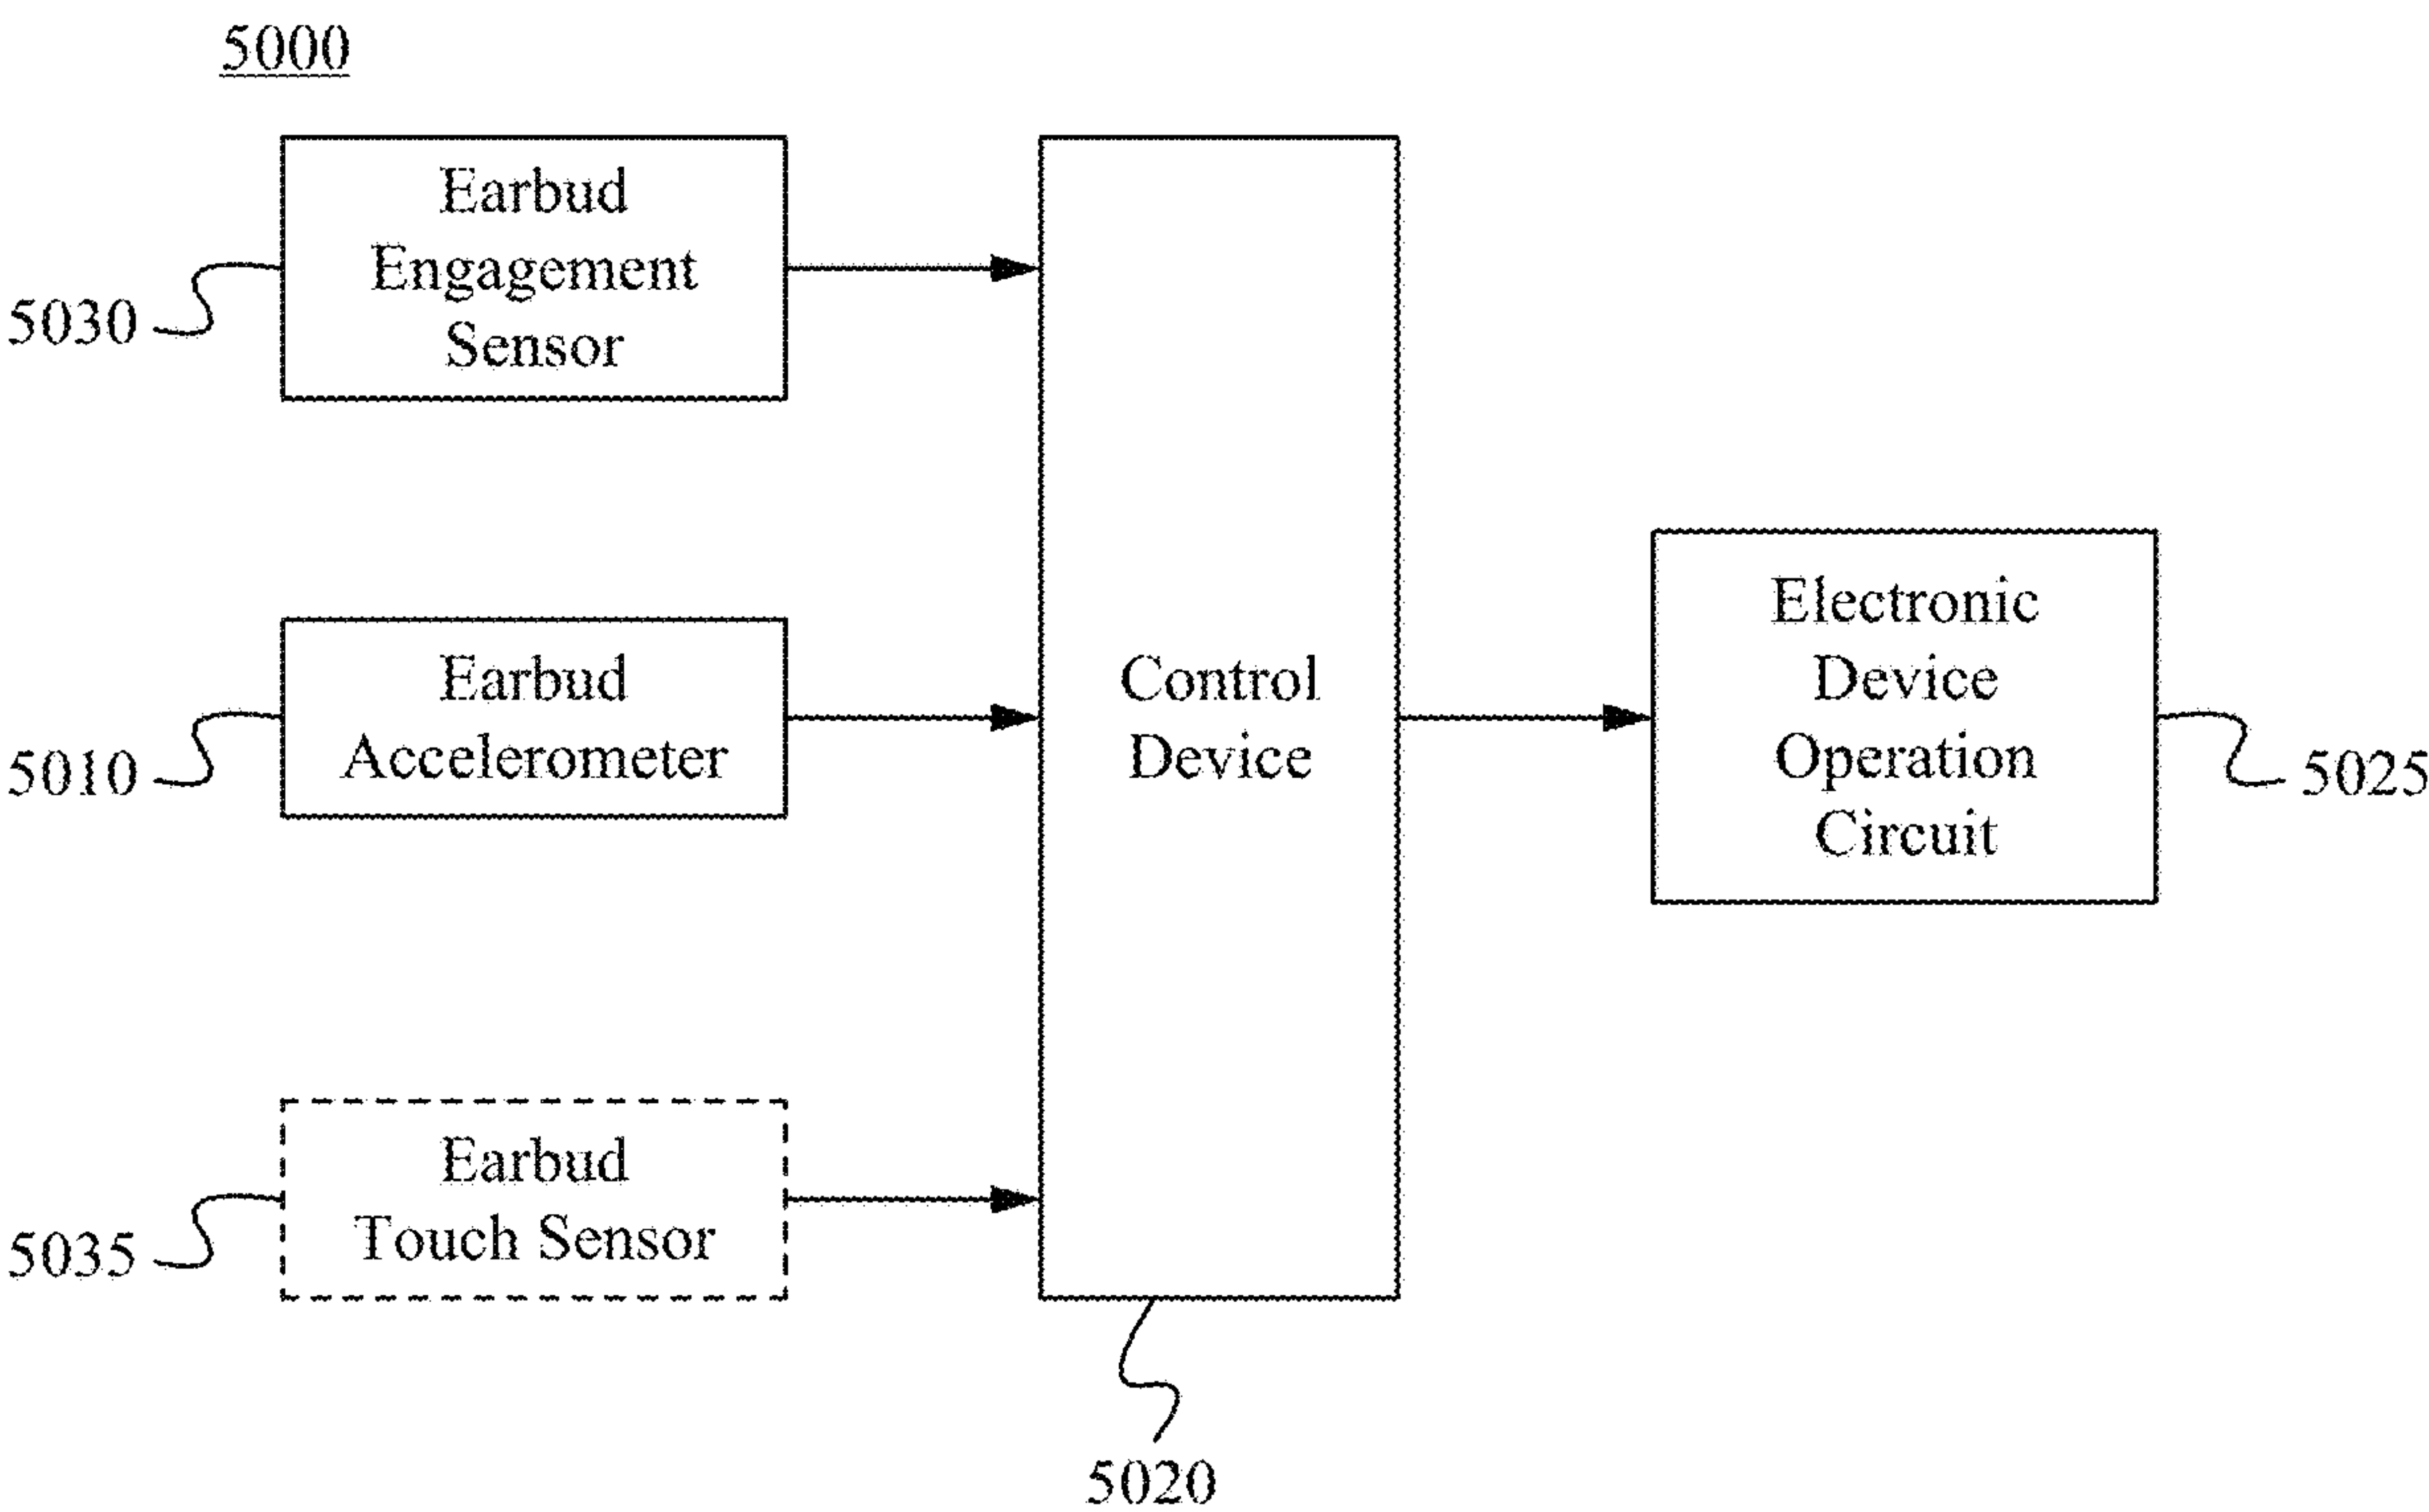 5000
Earbud
Engagement
Sensor
5030
Earbud
Accelerometer
5010
Earbud
Touch Sensor
5035
Control
Device
5020
Electronic
Device
Operation
Circuit
5025